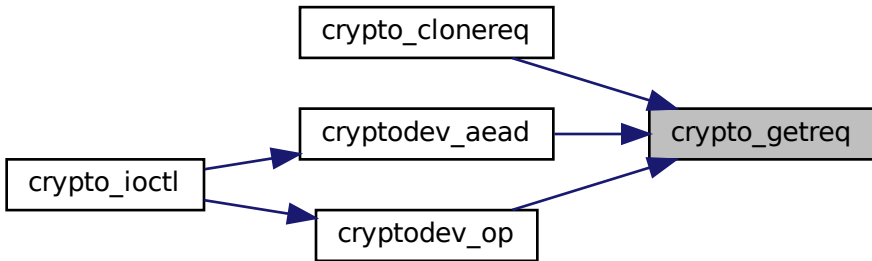 crypto_clonereq
cryptodev_aead
crypto_getreq
crypto_ioctl
cryptodev_op